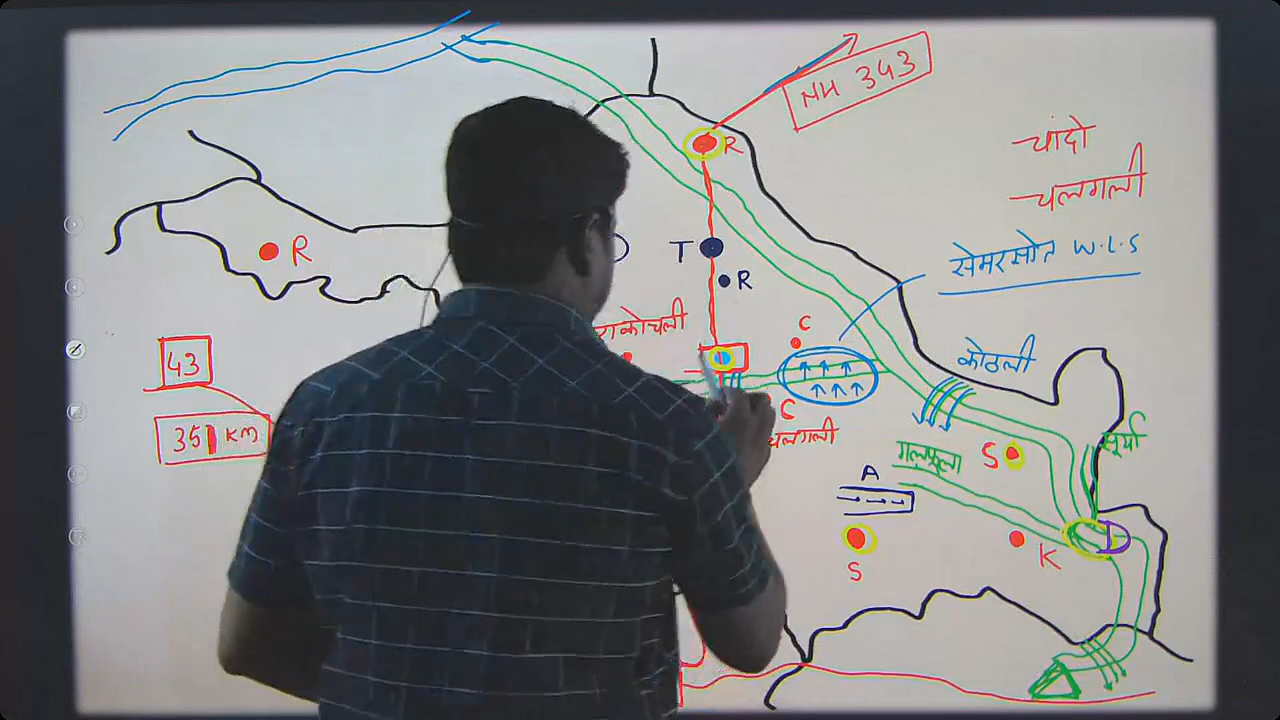 NH 343
R
चांदो
चलगली
T
सेमरसोत W.L.S
R
R
C
43
कोठली
C
351 KM
चलगली
सूर्या
S
गलफूला
A
K
S